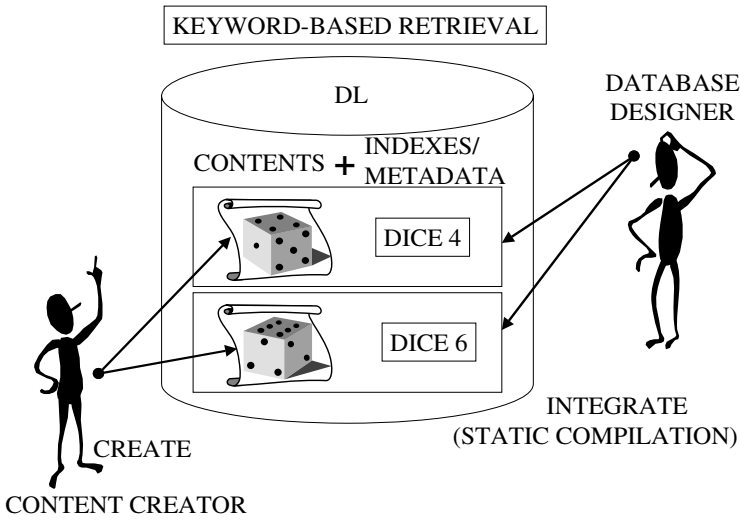 KEYWORD-BASED RETRIEVAL
DL
DATABASE
DESIGNER
CONTENTS + INDEXES/
METADATA
DICE 4
DICE 6
INTEGRATE
(STATIC COMPILATION)
CREATE
CONTENT CREATOR